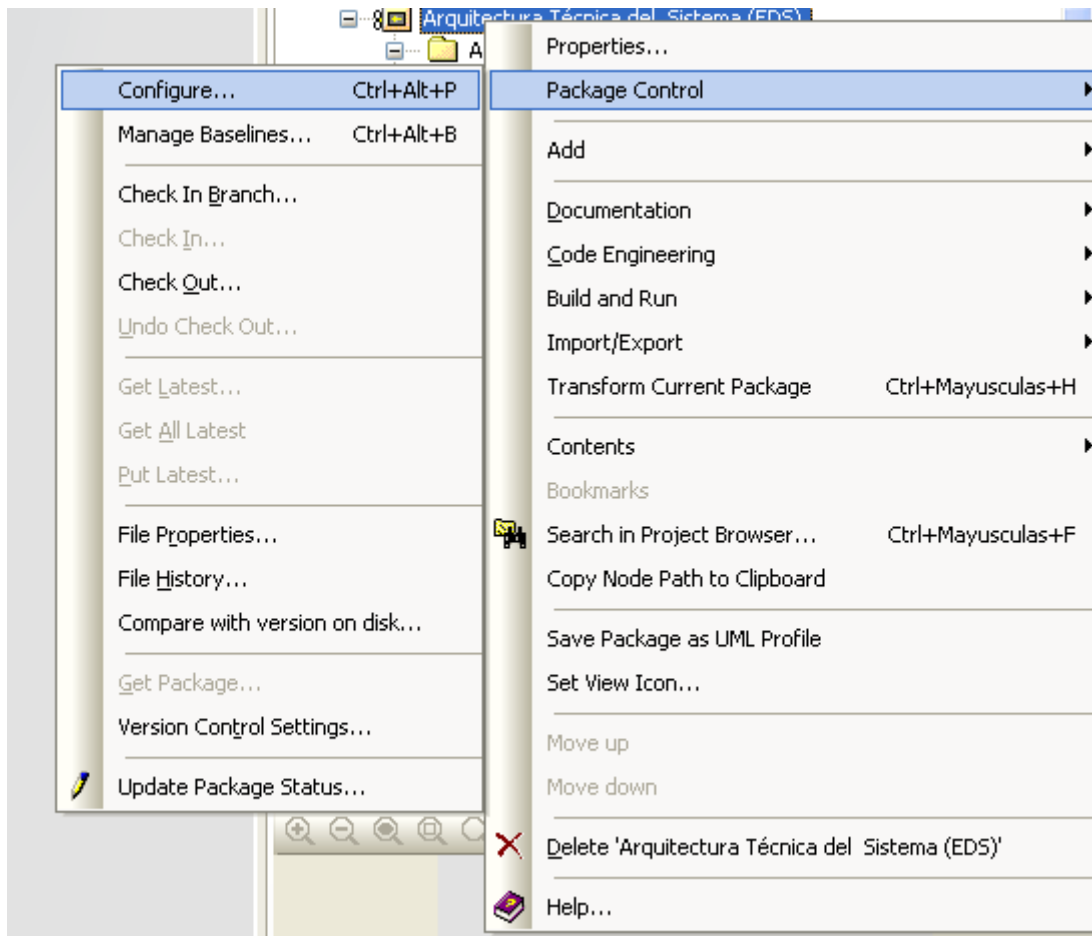 Arquitectura Técnica del Sistema (EDS)
A
Configure... Ctrl+Alt+P
Manage Baselines... Ctrl+Alt+B
Check In Branch...
Check In...
Check Out...
Undo Check Out...
Get Latest...
Get All Latest
Put Latest...
File Properties...
File History...
Compare with version on disk...
Get Package...
Version Control Settings...
Update Package Status...
Properties...
Package Control
Add
Documentation
Code Engineering
Build and Run
Import/Export
Transform Current Package Ctrl+Mayusculas+H
Contents
Bookmarks
Search in Project Browser... Ctrl+Mayusculas+F
Copy Node Path to Clipboard
Save Package as UML Profile
Set View Icon...
Move up
Move down
Delete 'Arquitectura Técnica del  Sistema (EDS)'
Help...